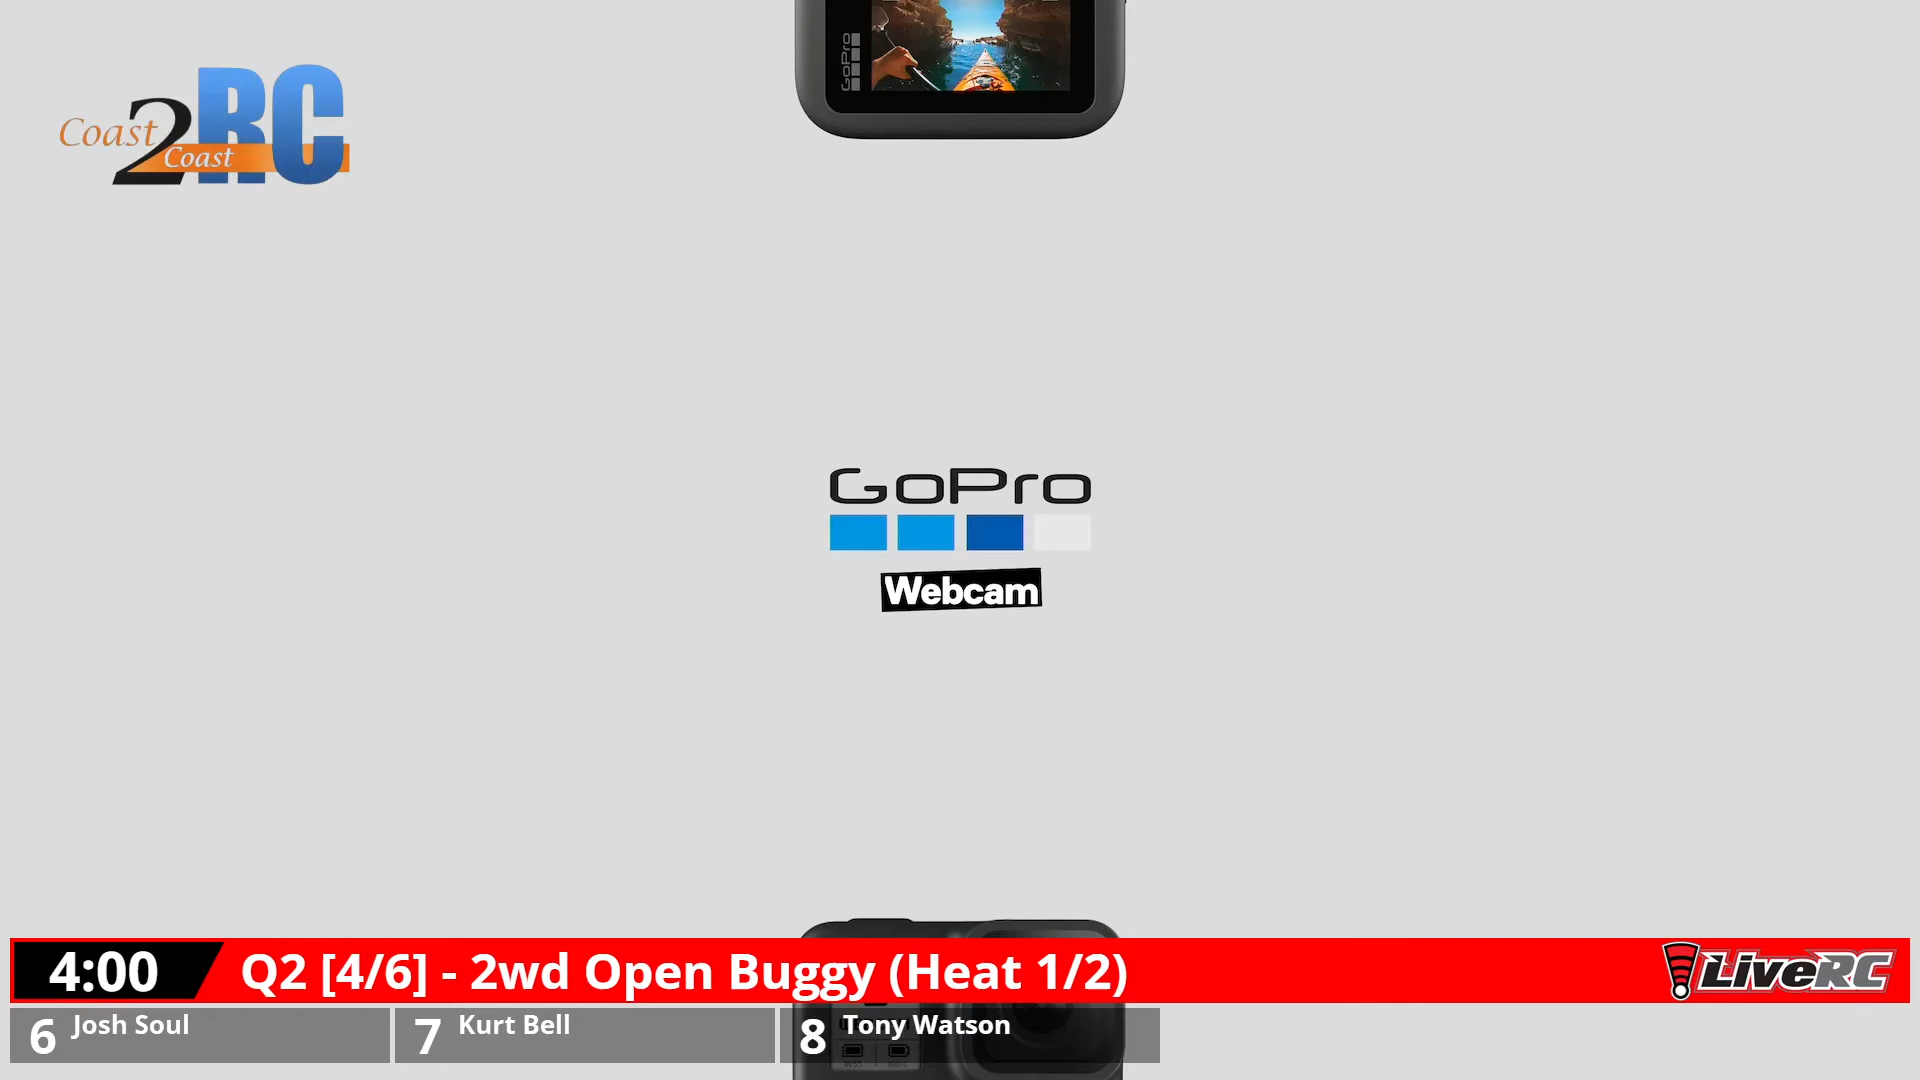 GoPro
Coast 2 Coast RC
GoPro
Webcam
4:00 Q2 [4/6] - 2wd Open Buggy (Heat 1/2) LiveRC
6 Josh Soul 7 Kurt Bell 8 Tony Watson